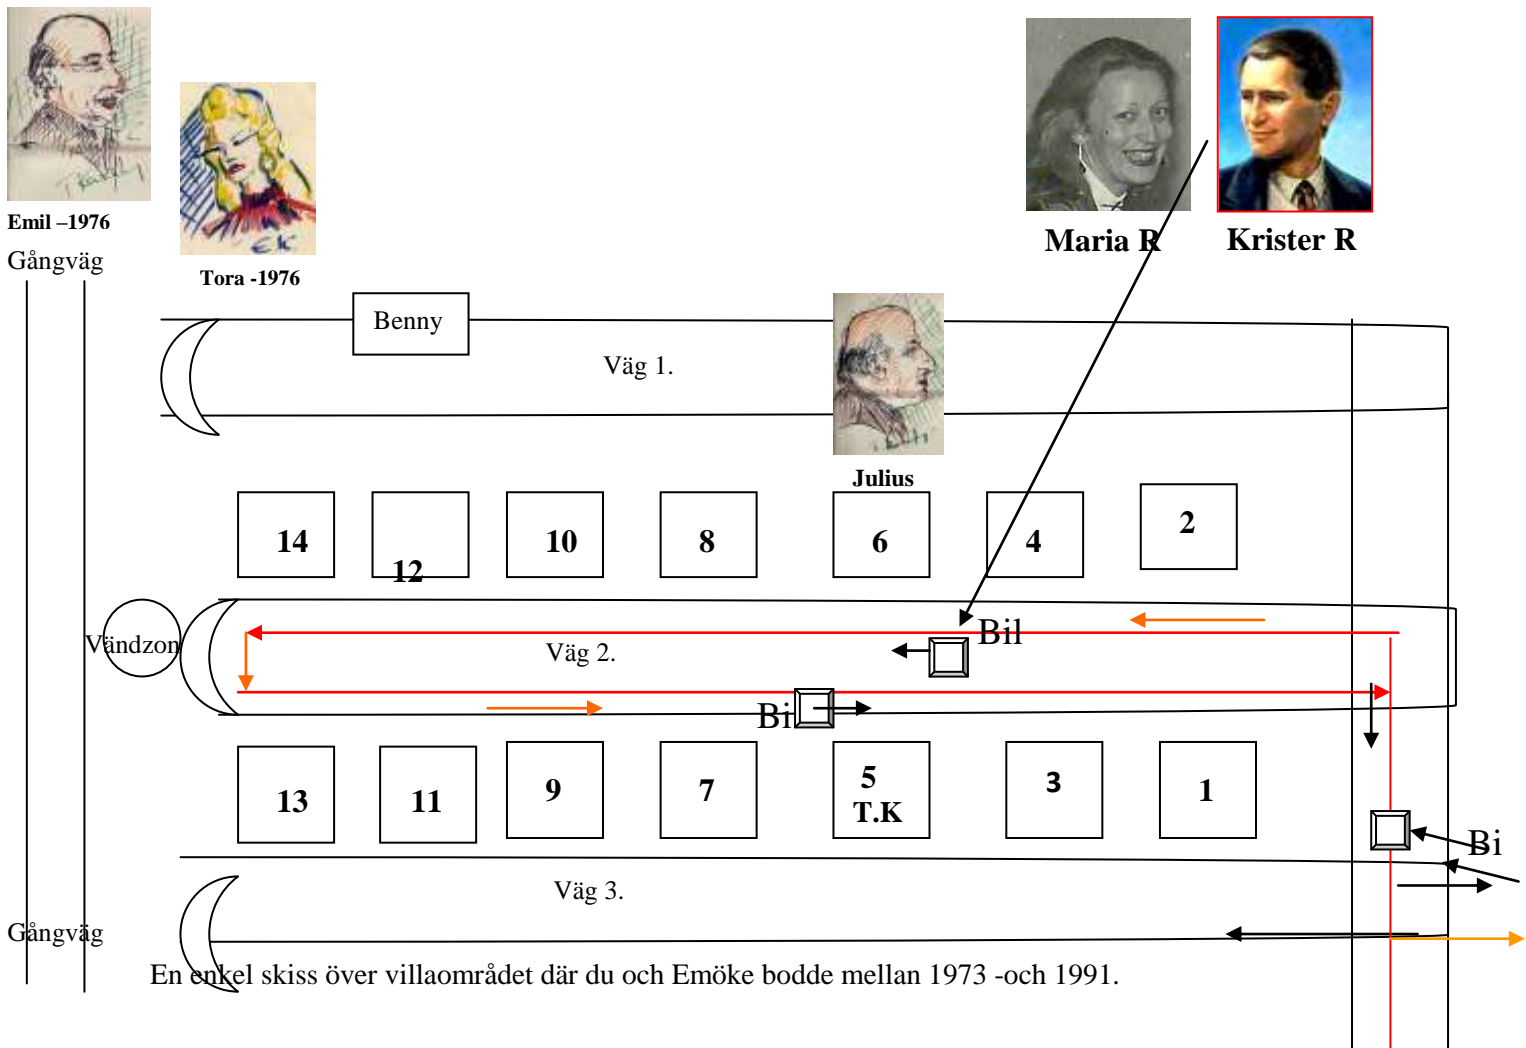 Emil –1976
Gångväg
Tora -1976
Maria R
Krister R
Benny
Väg 1.
Julius
14
12
10
8
6
4
2
Vändzon
Väg 2.
Bil
Bi
13
11
9
7
5
T.K
3
1
Bi
Väg 3.
Gångväg
En enkel skiss över villaområdet där du och Emöke bodde mellan 1973 -och 1991.